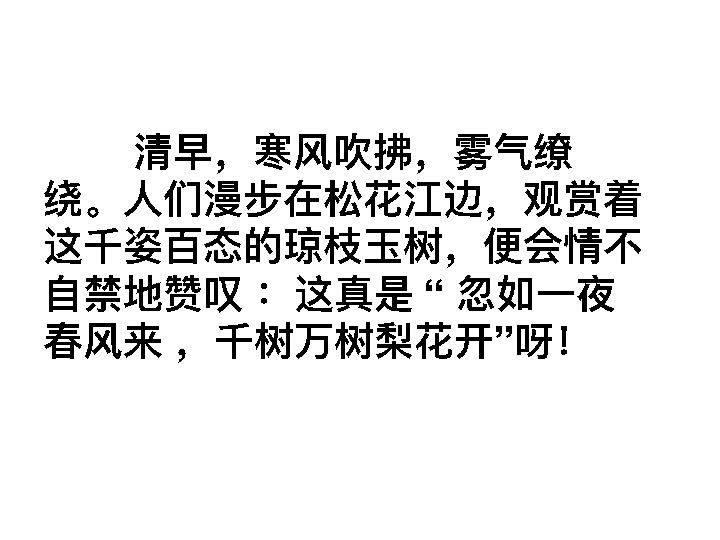 清早，寒风吹拂，雾气缭
绕。人们漫步在松花江边，观赏着
这千姿百态的琼枝玉树，便会情不
自禁地赞叹 ： 这真是 “ 忽如一夜
春风来 ，千树万树梨花开”呀！